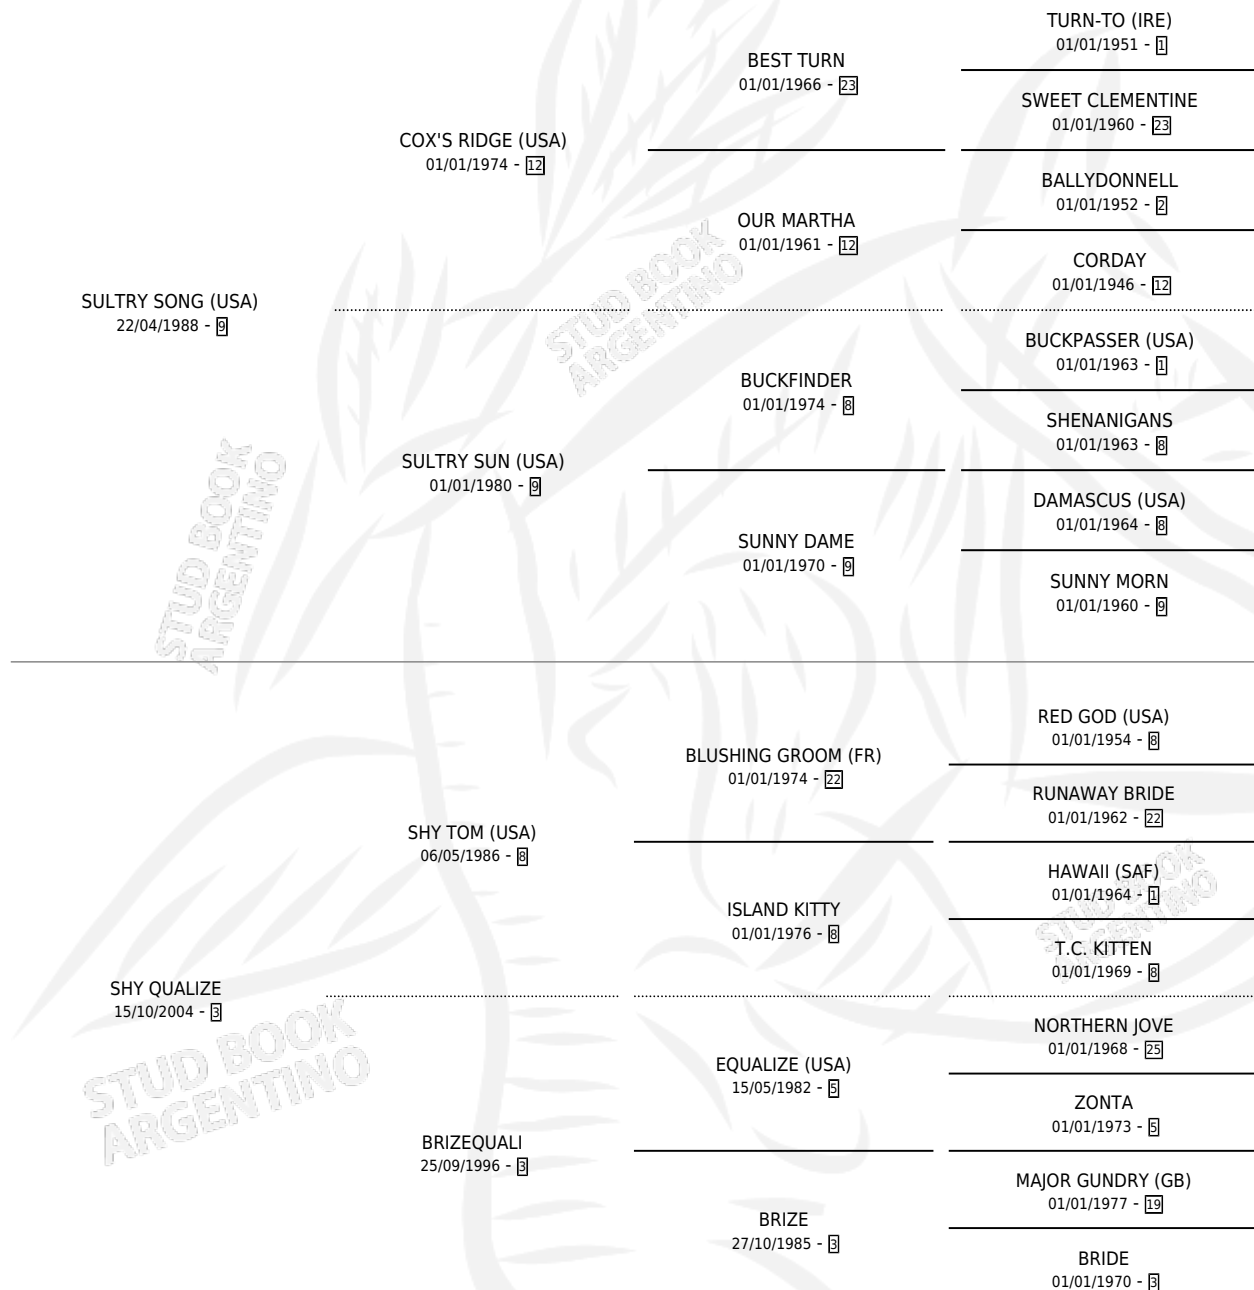 TURN-TO (IRE)
01/01/1951 - 1
BEST TURN
01/01/1966 - 23
SWEET CLEMENTINE
01/01/1960 - 23
COX'S RIDGE (USA)
01/01/1974 - 12
BALLYDONNELL
01/01/1952 - 2
OUR MARTHA
01/01/1961 - 12
CORDAY
01/01/1946 - 12
SULTRY SONG (USA)
22/04/1988 - 9
STUD BOOK
ARGENTINO
BUCKPASSER (USA)
01/01/1963 - 1
BUCKFINDER
01/01/1974 - 8
SHENANIGANS
01/01/1963 - 8
SULTRY SUN (USA)
01/01/1980 - 9
DAMASCUS (USA)
01/01/1964 - 8
SUNNY DAME
01/01/1970 - 9
SUNNY MORN
01/01/1960 - 9
STUD BOOK
ARGENTINO
RED GOD (USA)
01/01/1954 - 8
BLUSHING GROOM (FR)
01/01/1974 - 22
RUNAWAY BRIDE
01/01/1962 - 22
SHY TOM (USA)
06/05/1986 - 8
HAWAII (SAF)
01/01/1964 - 1
ISLAND KITTY
01/01/1976 - 8
STUD BOOK
ARGENTINO
T.C. KITTEN
01/01/1969 - 8
SHY QUALIZE
15/10/2004 - 3
STUD BOOK
ARGENTINO
NORTHERN JOVE
01/01/1968 - 25
EQUALIZE (USA)
15/05/1982 - 5
ZONTA
01/01/1973 - 5
BRIZEQUALI
25/09/1996 - 3
MAJOR GUNDRY (GB)
01/01/1977 - 19
BRIZE
27/10/1985 - 3
BRIDE
01/01/1970 - 3